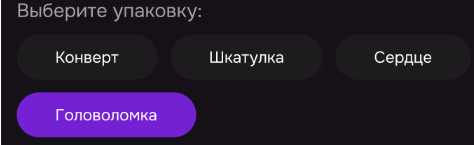 Выберите упаковку:
Конверт Шкатулка Сердце
Головоломка